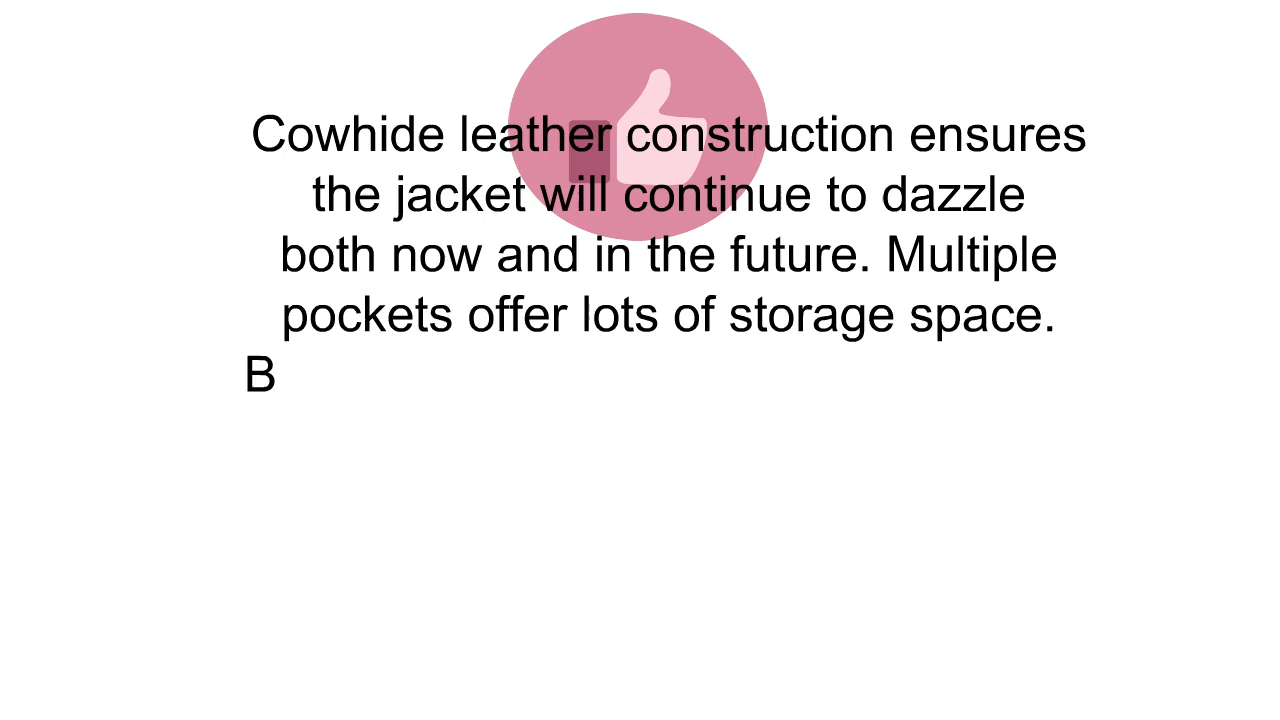 Cowhide leather construction ensures
the jacket will continue to dazzle
both now and in the future. Multiple
pockets offer lots of storage space.
B